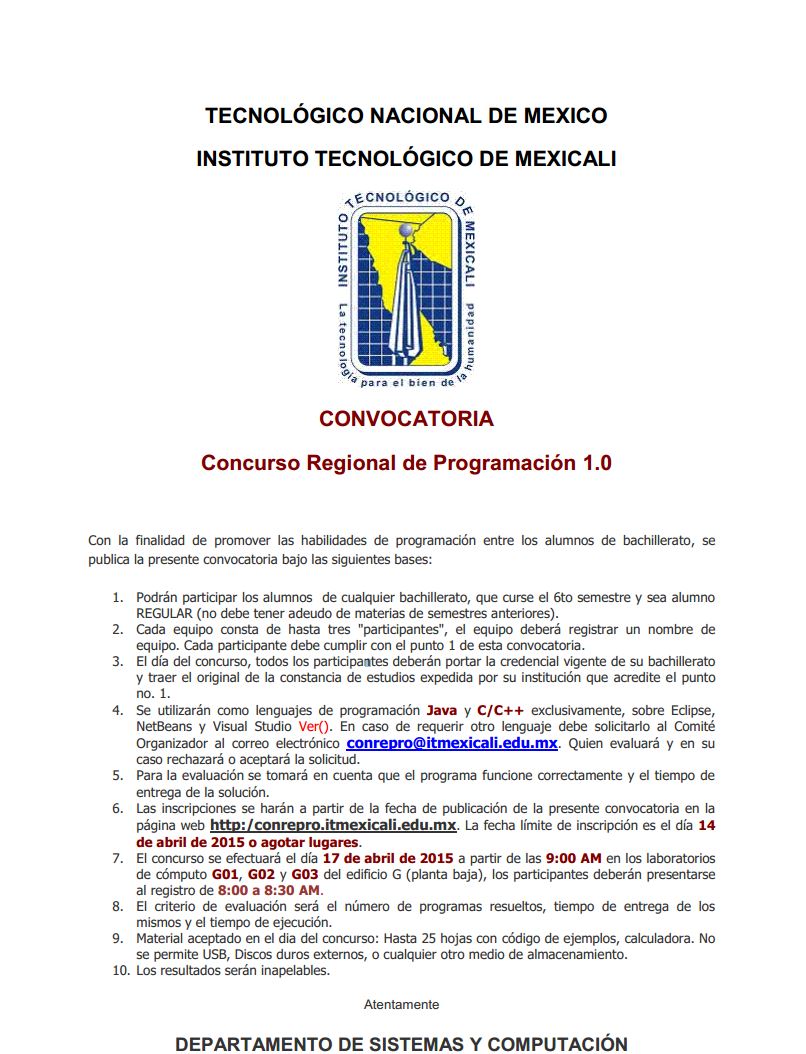 TECNOLÓGICO NACIONAL DE MEXICO
INSTITUTO TECNOLÓGICO DE MEXICALI
INSTITUTO TECNOLÓGICO DE MEXICALI
La tecnología para el bien de la humanidad
CONVOCATORIA
Concurso Regional de Programación 1.0
Con la finalidad de promover las habilidades de programación entre los alumnos de bachillerato, se
publica la presente convocatoria bajo las siguientes bases:
1. Podrán participar los alumnos de cualquier bachillerato, que curse el 6to semestre y sea alumno
REGULAR (no debe tener adeudo de materias de semestres anteriores).
2. Cada equipo consta de hasta tres "participantes", el equipo deberá registrar un nombre de
equipo. Cada participante debe cumplir con el punto 1 de esta convocatoria.
3. El día del concurso, todos los participantes deberán portar la credencial vigente de su bachillerato
y traer el original de la constancia de estudios expedida por su institución que acredite el punto
no. 1.
4. Se utilizarán como lenguajes de programación Java y C/C++ exclusivamente, sobre Eclipse,
NetBeans y Visual Studio Ver(). En caso de requerir otro lenguaje debe solicitarlo al Comité
Organizador al correo electrónico conrepro@itmexicali.edu.mx. Quien evaluará y en su
caso rechazará o aceptará la solicitud.
5. Para la evaluación se tomará en cuenta que el programa funcione correctamente y el tiempo de
entrega de la solución.
6. Las inscripciones se harán a partir de la fecha de publicación de la presente convocatoria en la
página web http:/conrepro.itmexicali.edu.mx. La fecha límite de inscripción es el día 14
de abril de 2015 o agotar lugares.
7. El concurso se efectuará el día 17 de abril de 2015 a partir de las 9:00 AM en los laboratorios
de cómputo G01, G02 y G03 del edificio G (planta baja), los participantes deberán presentarse
al registro de 8:00 a 8:30 AM.
8. El criterio de evaluación será el número de programas resueltos, tiempo de entrega de los
mismos y el tiempo de ejecución.
9. Material aceptado en el dia del concurso: Hasta 25 hojas con código de ejemplos, calculadora. No
se permite USB, Discos duros externos, o cualquier otro medio de almacenamiento.
10. Los resultados serán inapelables.
Atentamente
DEPARTAMENTO DE SISTEMAS Y COMPUTACIÓN